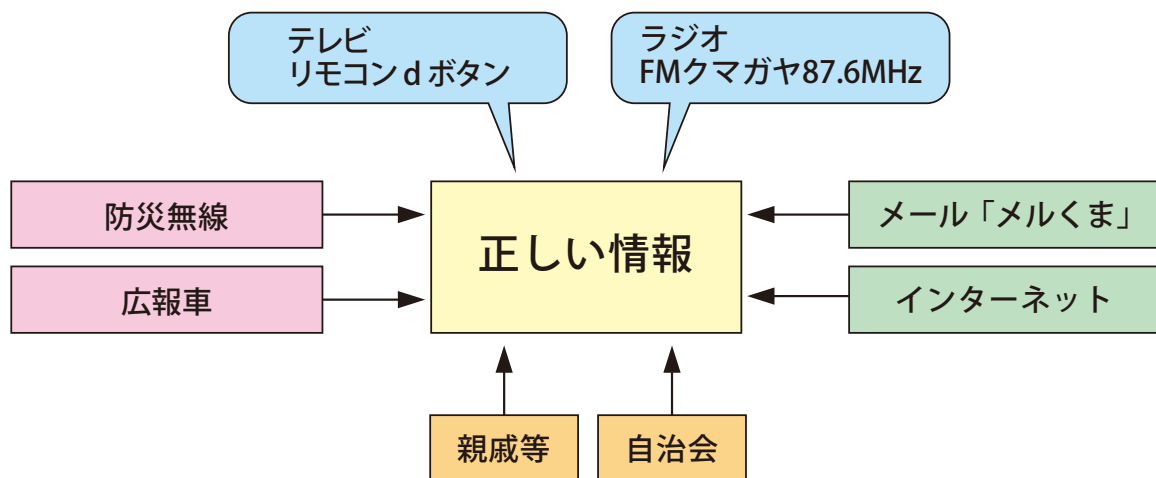 テレビ
リモコン d ボタン
ラジオ
FMクマガヤ87.6MHz
防災無線
正しい情報
メール「メルくま」
広報車
インターネット
親戚等
自治会